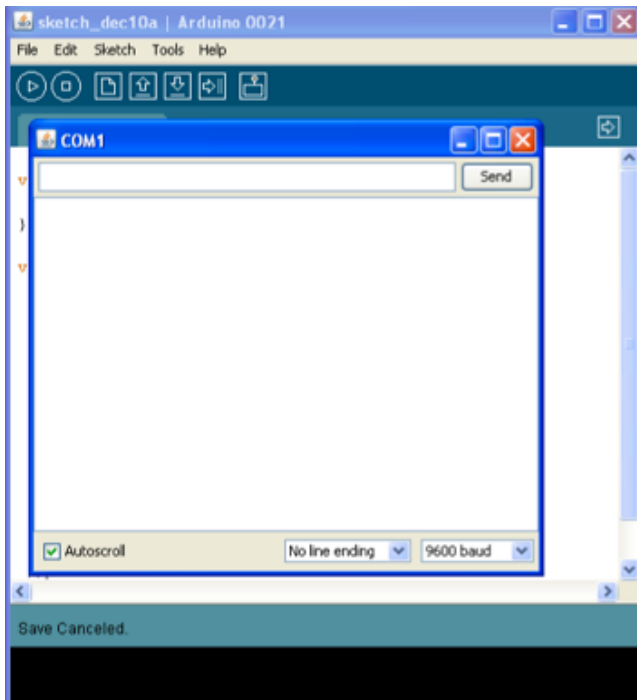 sketch_dec10a | Arduino 0021
File Edit Sketch Tools Help
COM1
Send
v
}
v
Autoscroll
No line ending
9600 baud
Save Canceled.